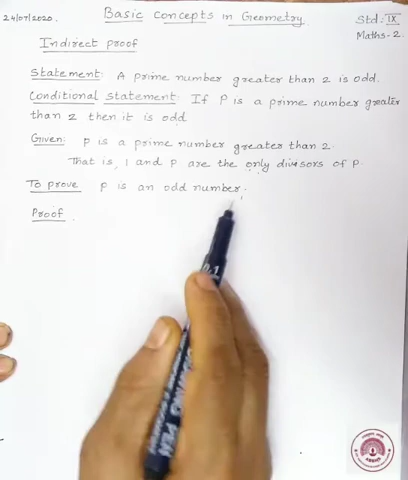 24/07/2020. Basic Concepts in Geometry. Std: IX
Maths-2.
Indirect proof
Statement: A prime number greater than 2 is odd.
Conditional Statement: If P is a prime number greater
than 2 then it is odd
Given: P is a prime number greater than 2.
That is, 1 and P are the only divisors of P.
To prove P is an odd number.
Proof.
0.1